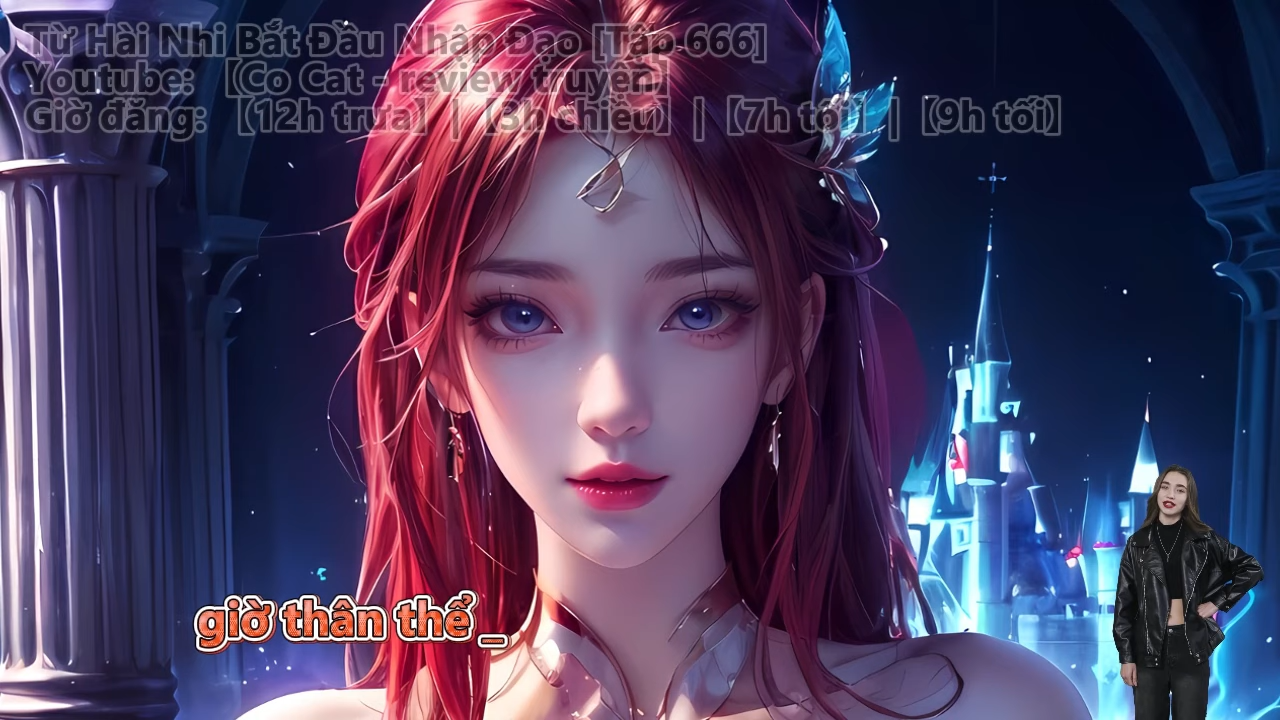 Từ Hài Nhi Bắt Đầu Nhập Đạo [Tập 666]
Youtube: 【Co Cat - review truyện】
Giờ đăng: 【12h trưa】 | 【3h chiều】 | 【7h tối】 | 【9h tối】
giờ thân thể _